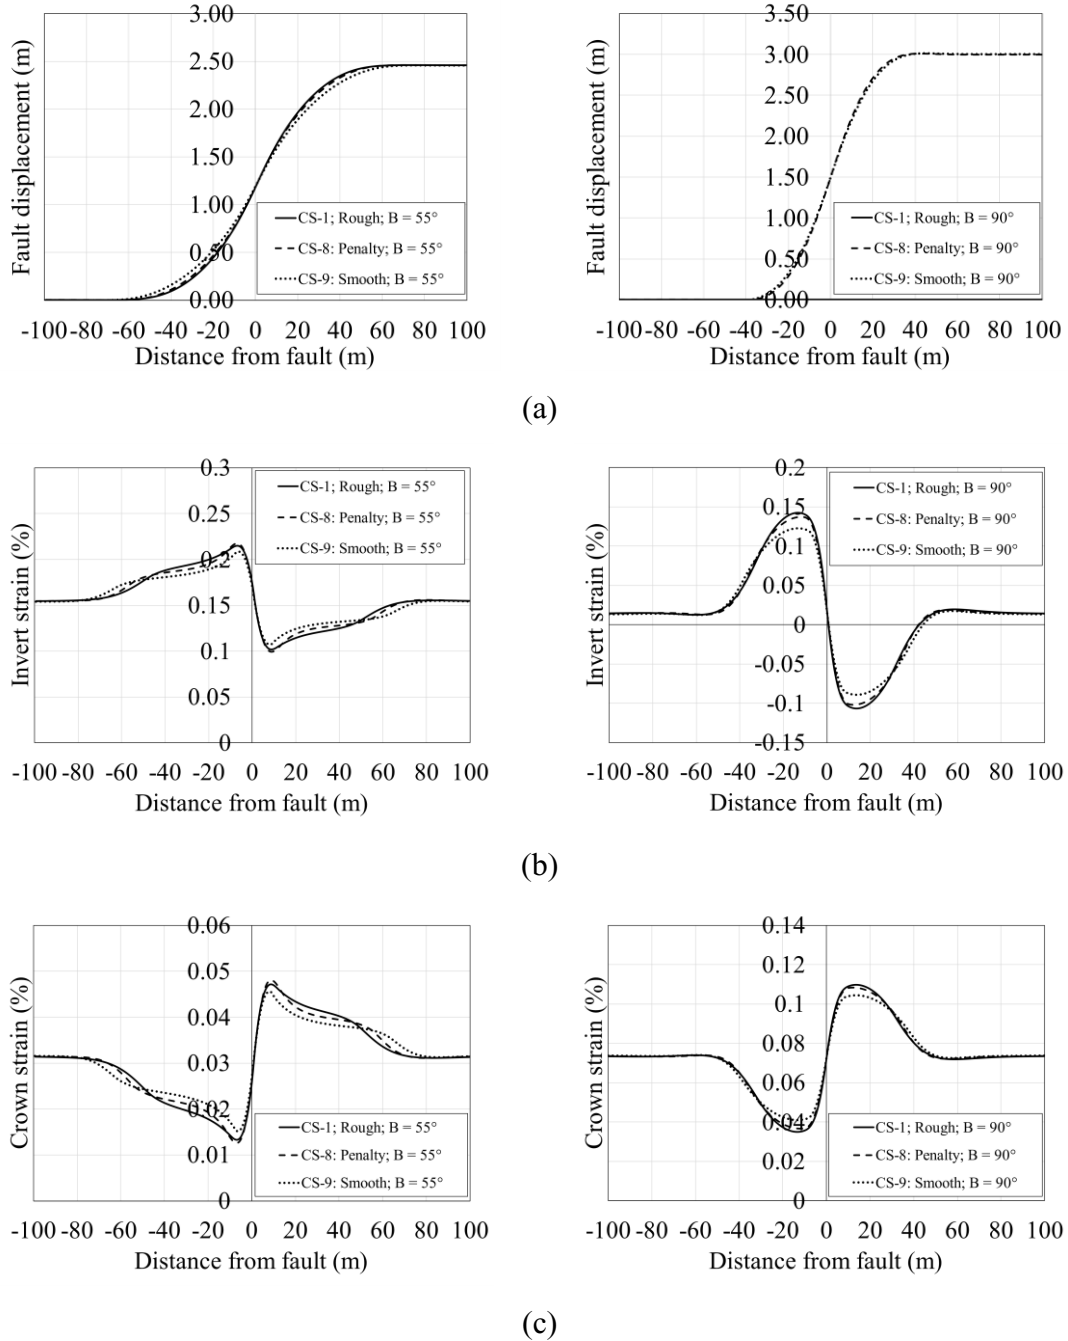 3.00
2.50
2.00
1.50
1.00
0.50
0.00
Fault displacement (m)
CS-1; Rough; B = 55°
CS-8: Penalty; B = 55°
CS-9: Smooth; B = 55°
-100 -80 -60 -40 -20 0 20 40 60 80 100
Distance from fault (m)
3.50
3.00
2.50
2.00
1.50
1.00
0.50
0.00
Fault displacement (m)
CS-1; Rough; B = 90°
CS-8: Penalty; B = 90°
CS-9: Smooth; B = 90°
-100 -80 -60 -40 -20 0 20 40 60 80 100
Distance from fault (m)
(a)
0.3
0.25
0.2
0.15
0.1
0.05
0
Invert strain (%)
CS-1; Rough; B = 55°
CS-8: Penalty; B = 55°
CS-9: Smooth; B = 55°
-100 -80 -60 -40 -20 0 20 40 60 80 100
Distance from fault (m)
0.2
0.15
0.1
0.05
0
-0.05
-0.1
-0.15
Invert strain (%)
CS-1; Rough; B = 90°
CS-8: Penalty; B = 90°
CS-9: Smooth; B = 90°
-100 -80 -60 -40 -20 0 20 40 60 80 100
Distance from fault (m)
(b)
0.06
0.05
0.04
0.03
0.02
0.01
0
Crown strain (%)
CS-1; Rough; B = 55°
CS-8: Penalty; B = 55°
CS-9: Smooth; B = 55°
-100 -80 -60 -40 -20 0 20 40 60 80 100
Distance from fault (m)
0.14
0.12
0.1
0.08
0.06
0.04
0.02
0
Crown strain (%)
CS-1; Rough; B = 90°
CS-8: Penalty; B = 90°
CS-9: Smooth; B = 90°
-100 -80 -60 -40 -20 0 20 40 60 80 100
Distance from fault (m)
(c)